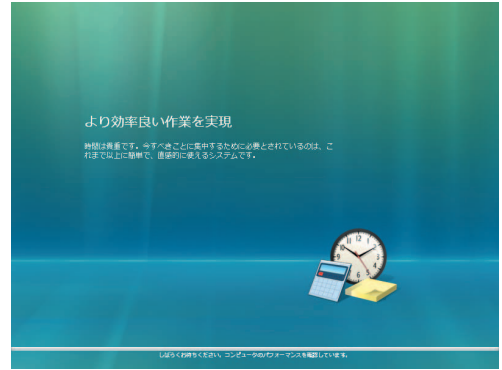 より効率良い作業を実現
時間は貴重です。今すべきことに集中するために必要とされているのは、こ
れまで以上に簡単で、直感的に使えるシステムです。
12
しばらくお待ちください。コンピュータのパフォーマンスを確認しています。